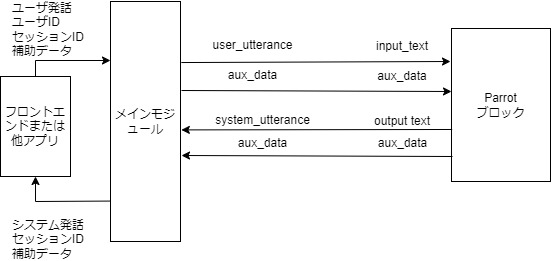 ユーザ発話
ユーザID
セッションID
補助データ
フロントエ
ンドまたは
他アプリ
システム発話
セッションID
補助データ
メインモジ
ュール
user_utterance
input_text
aux_data
aux_data
system_utterance
output text
aux_data
aux_data
Parrot
ブロック